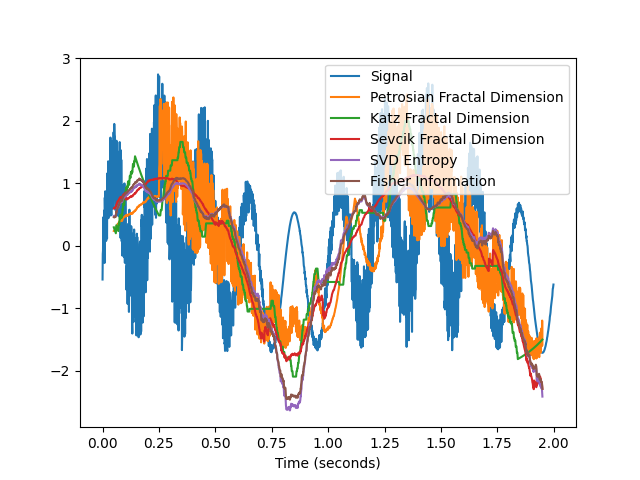 3
2
1
0
−1
−2
Signal
Petrosian Fractal Dimension
Katz Fractal Dimension
Sevcik Fractal Dimension
SVD Entropy
Fisher Information
0.00 0.25 0.50 0.75 1.00 1.25 1.50 1.75 2.00
Time (seconds)